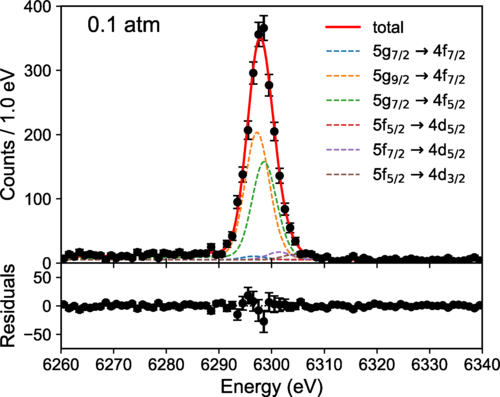 400
0.1 atm
total
5g7/2 → 4f7/2
300
5g9/2 → 4f7/2
5g7/2 → 4f5/2
200
5f5/2 → 4d5/2
5f7/2 → 4d5/2
5f5/2 → 4d3/2
100
Counts / 1.0 eV
0
50
0
−50
Residuals
6260 6270 6280 6290 6300 6310 6320 6330 6340
Energy (eV)